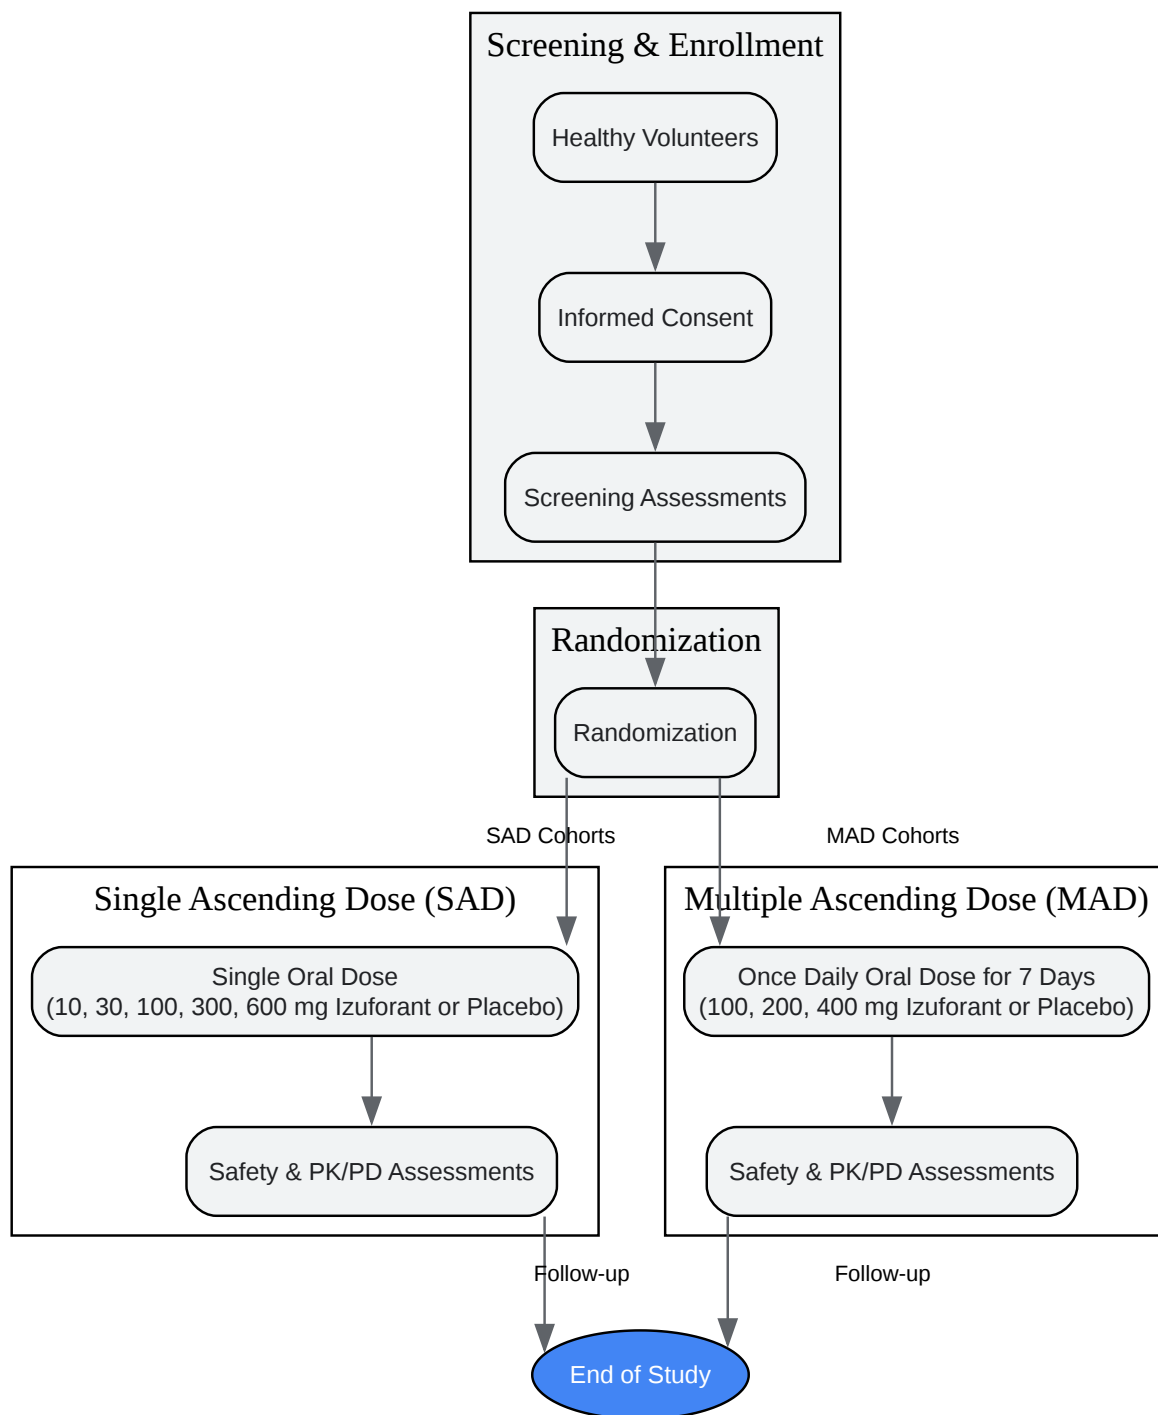 Screening & Enrollment
Healthy Volunteers
Informed Consent
Screening Assessments
Randomization
Randomization
SAD Cohorts
MAD Cohorts
Single Ascending Dose (SAD)
Single Oral Dose
(10, 30, 100, 300, 600 mg Izuforant or Placebo)
Safety & PK/PD Assessments
Follow-up
Multiple Ascending Dose (MAD)
Once Daily Oral Dose for 7 Days
(100, 200, 400 mg Izuforant or Placebo)
Safety & PK/PD Assessments
Follow-up
End of Study